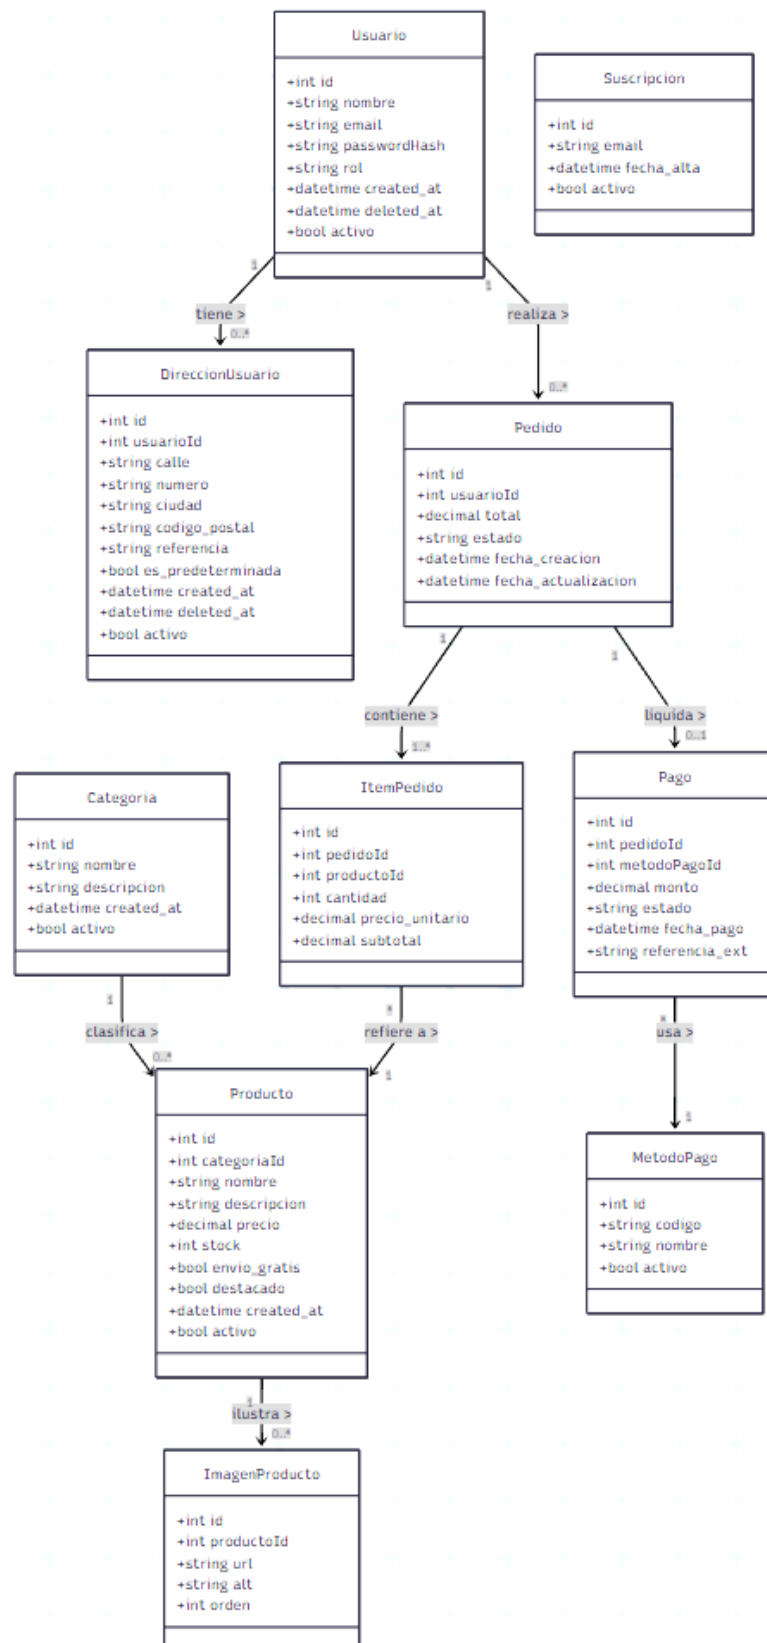 Usuario
+int id
+string nombre
+string email
+string passwordHash
+string rol
+datetime created_at
+datetime deleted_at
+bool activo
Suscripcion
+int id
+string email
+datetime fecha_alta
+bool activo
1
1
tiene >
realiza >
0..*
0..*
DireccionUsuario
+int id
+int usuarioId
+string calle
+string numero
+string ciudad
+string codigo_postal
+string referencia
+bool es_predeterminada
+datetime created_at
+datetime deleted_at
+bool activo
Pedido
+int id
+int usuarioId
+decimal total
+string estado
+datetime fecha_creacion
+datetime fecha_actualizacion
1
1
contiene >
liquida >
1..*
0..1
Categoria
+int id
+string nombre
+string descripcion
+datetime created_at
+bool activo
ItemPedido
+int id
+int pedidoId
+int productoId
+int cantidad
+decimal precio_unitario
+decimal subtotal
Pago
+int id
+int pedidoId
+int metodoPagoId
+decimal monto
+string estado
+datetime fecha_pago
+string referencia_ext
1
*
*
clasifica >
refiere a >
usa >
0..*
1
1
Producto
+int id
+int categoriaId
+string nombre
+string descripcion
+decimal precio
+int stock
+bool envio_gratis
+bool destacado
+datetime created_at
+bool activo
MetodoPago
+int id
+string codigo
+string nombre
+bool activo
1
ilustra >
0..*
ImagenProducto
+int id
+int productoId
+string url
+string alt
+int orden